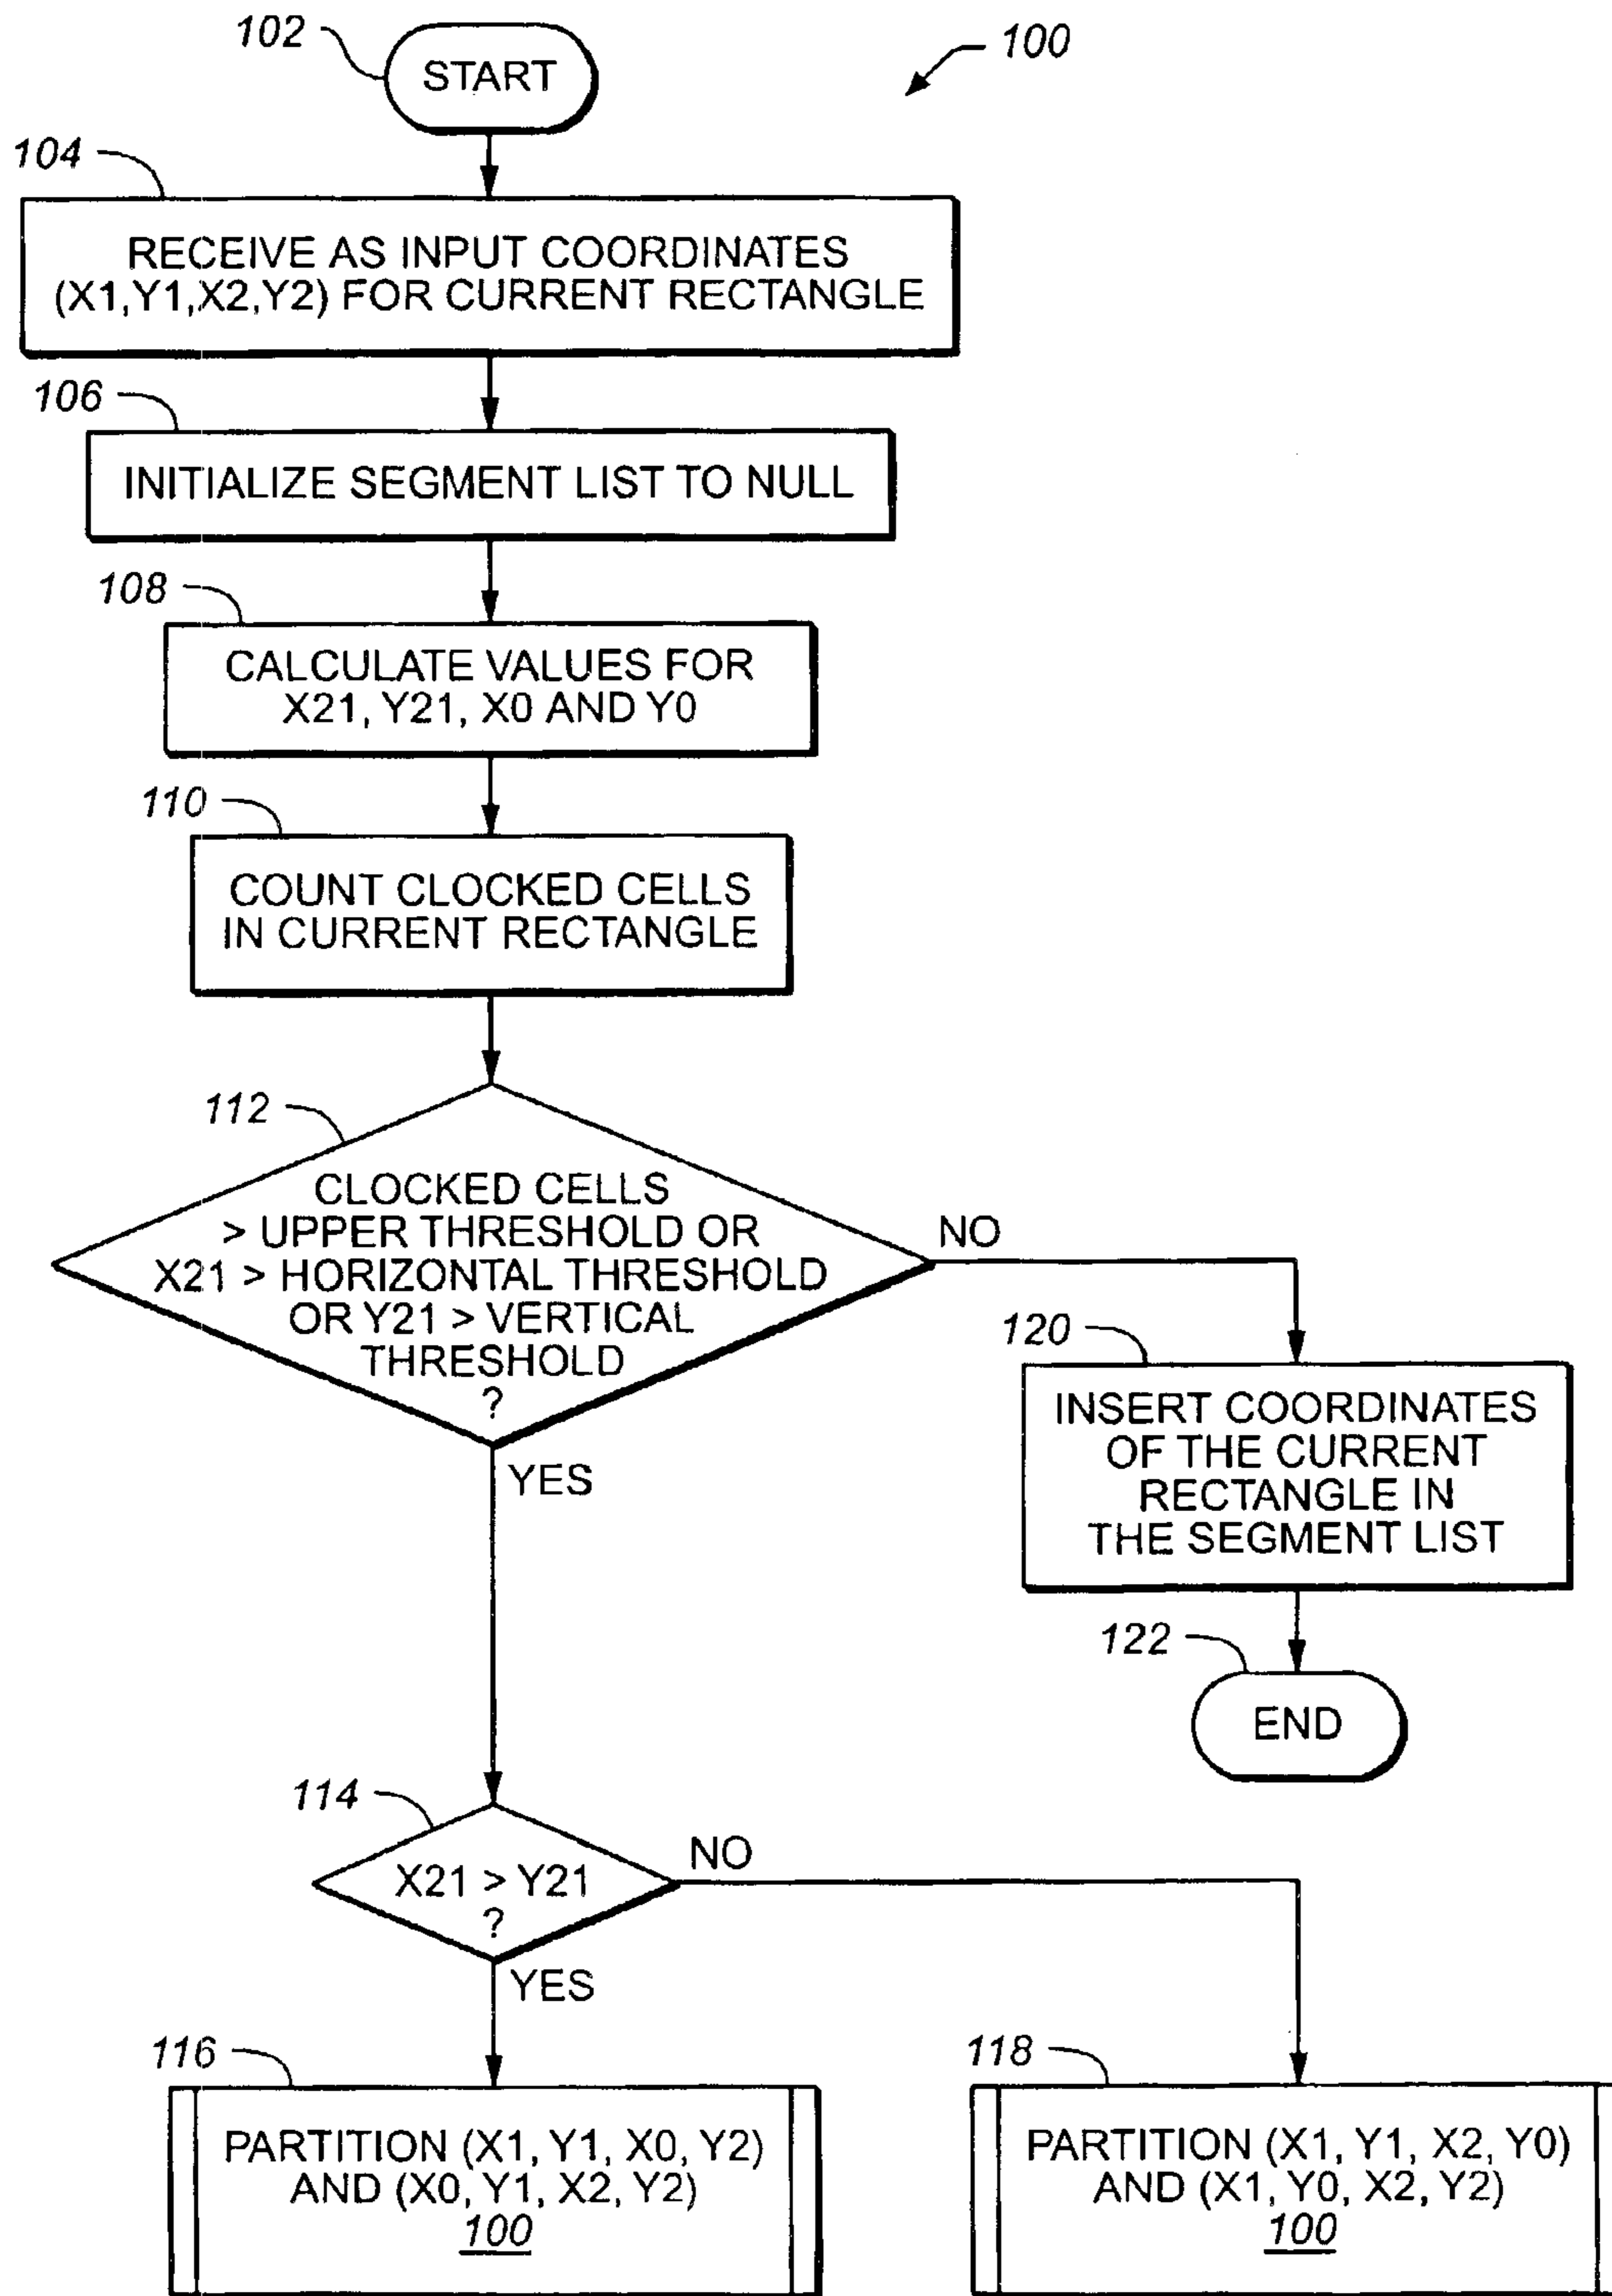 102
START
100
104
RECEIVE AS INPUT COORDINATES
(X1,Y1,X2,Y2) FOR CURRENT RECTANGLE
106
INITIALIZE SEGMENT LIST TO NULL
108
CALCULATE VALUES FOR
X21, Y21, X0 AND Y0
110
COUNT CLOCKED CELLS
IN CURRENT RECTANGLE
112
CLOCKED CELLS
> UPPER THRESHOLD OR
X21 > HORIZONTAL THRESHOLD
OR Y21 > VERTICAL
THRESHOLD
?
NO
YES
120
INSERT COORDINATES
OF THE CURRENT
RECTANGLE IN
THE SEGMENT LIST
122
END
114
X21 > Y21
?
NO
YES
116
PARTITION (X1, Y1, X0, Y2)
AND (X0, Y1, X2, Y2)
100
118
PARTITION (X1, Y1, X2, Y0)
AND (X1, Y0, X2, Y2)
100